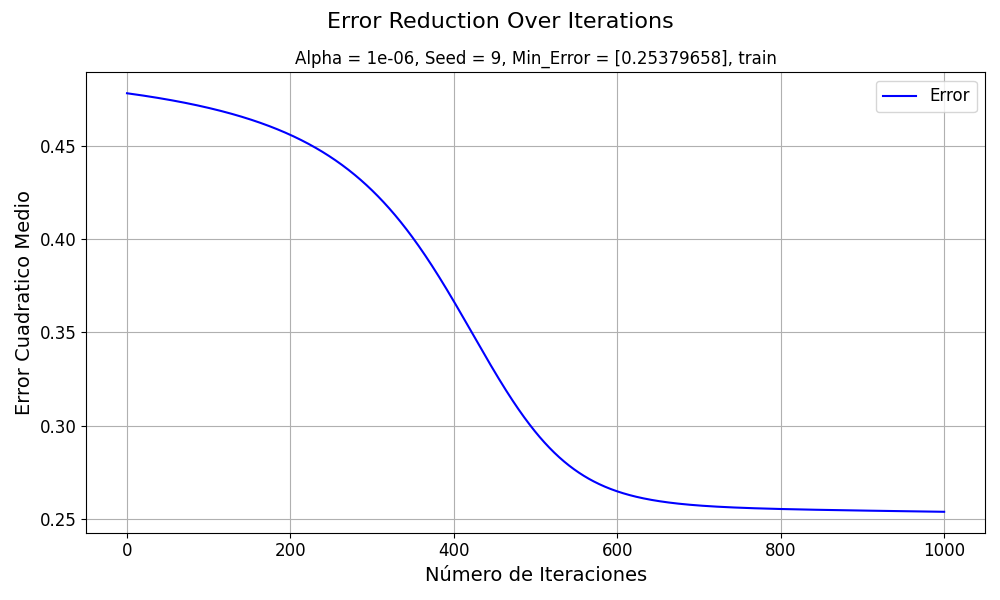 Error Reduction Over Iterations
Alpha = 1e-06, Seed = 9, Min_Error = [0.25379658], train
Error
Error Cuadratico Medio
0.45
0.40
0.35
0.30
0.25
0 200 400 600 800 1000
Número de Iteraciones